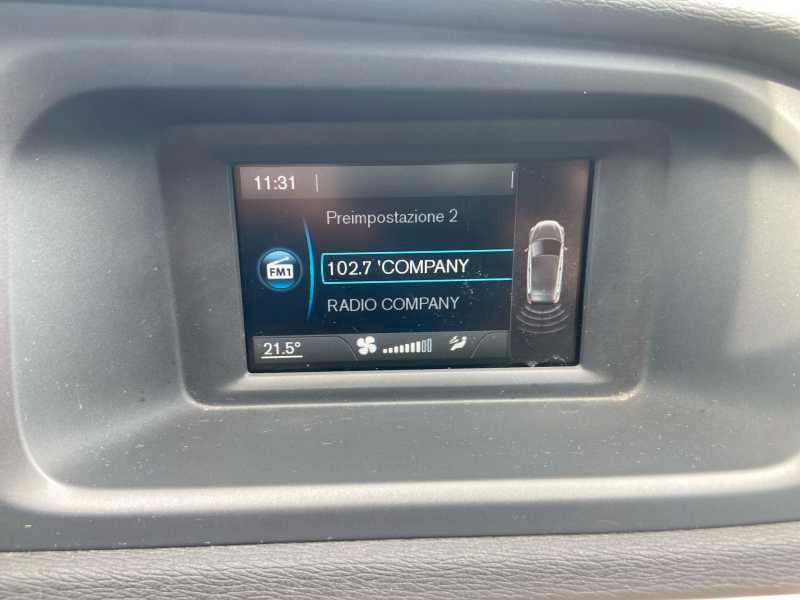 11:31
Preimpostazione 2
FM1
102.7 'COMPANY
RADIO COMPANY
21.5°